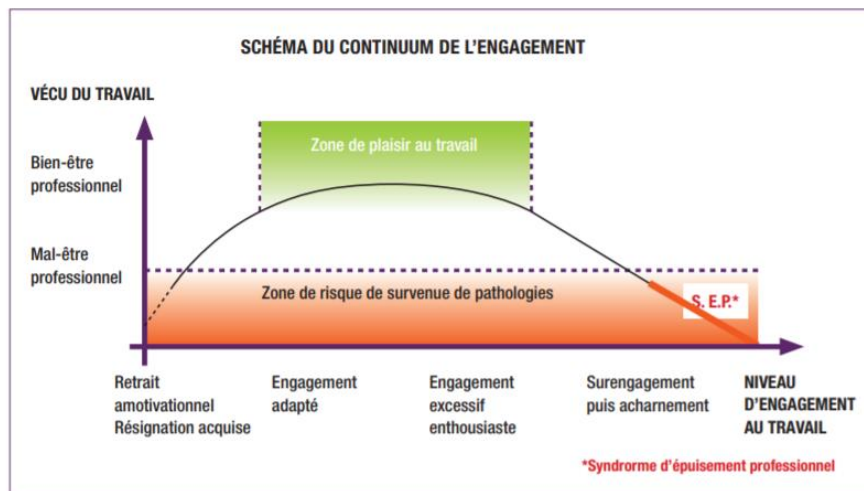 SCHÉMA DU CONTINUUM DE L’ENGAGEMENT
VÉCU DU TRAVAIL
Zone de plaisir au travail
Bien-être
professionnel
Mal-être
professionnel
Zone de risque de survenue de pathologies
S. E.P.*
Retrait
amotivationnel
Résignation acquise
Engagement
adapté
Engagement
excessif
enthousiaste
Surengagement
puis acharnement
NIVEAU
D’ENGAGEMENT
AU TRAVAIL
*Syndrorme d’épuisement professionnel